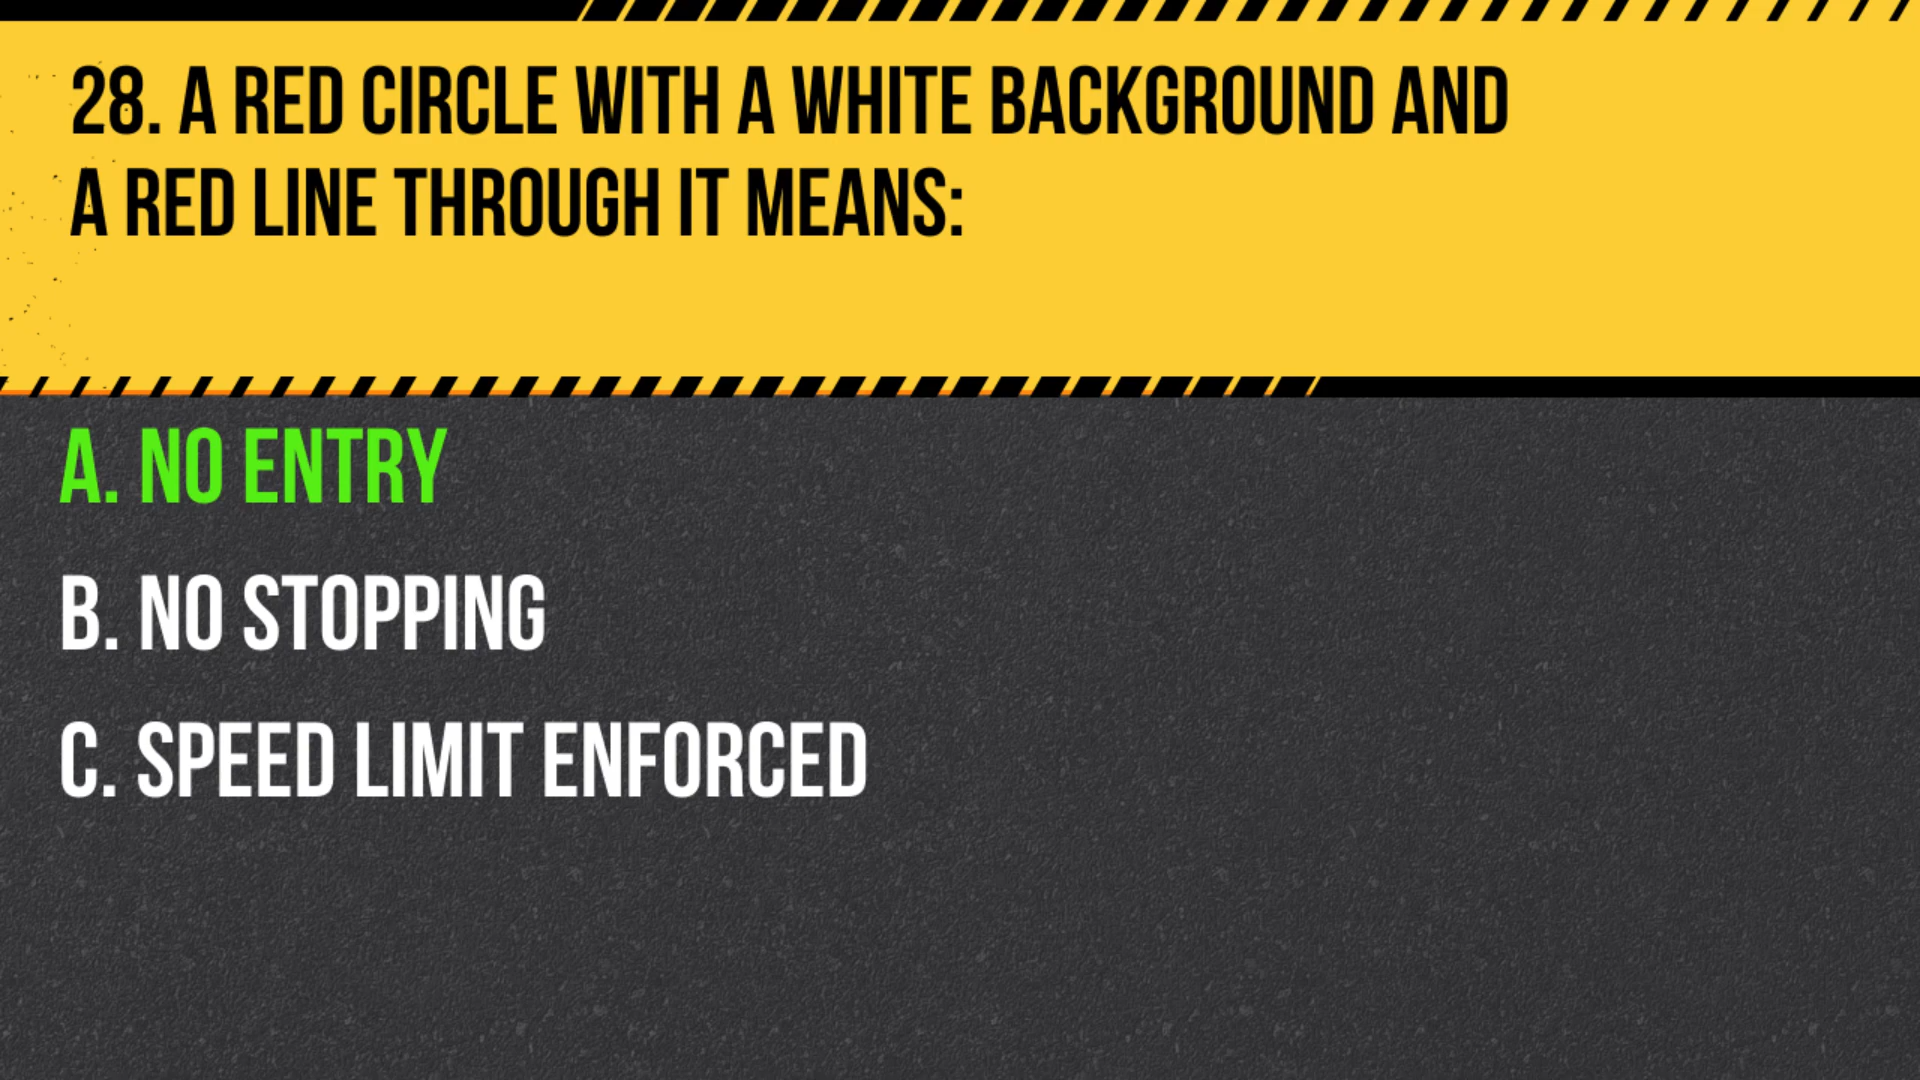 28. A RED CIRCLE WITH A WHITE BACKGROUND AND
A RED LINE THROUGH IT MEANS:
A. NO ENTRY
B. NO STOPPING
C. SPEED LIMIT ENFORCED